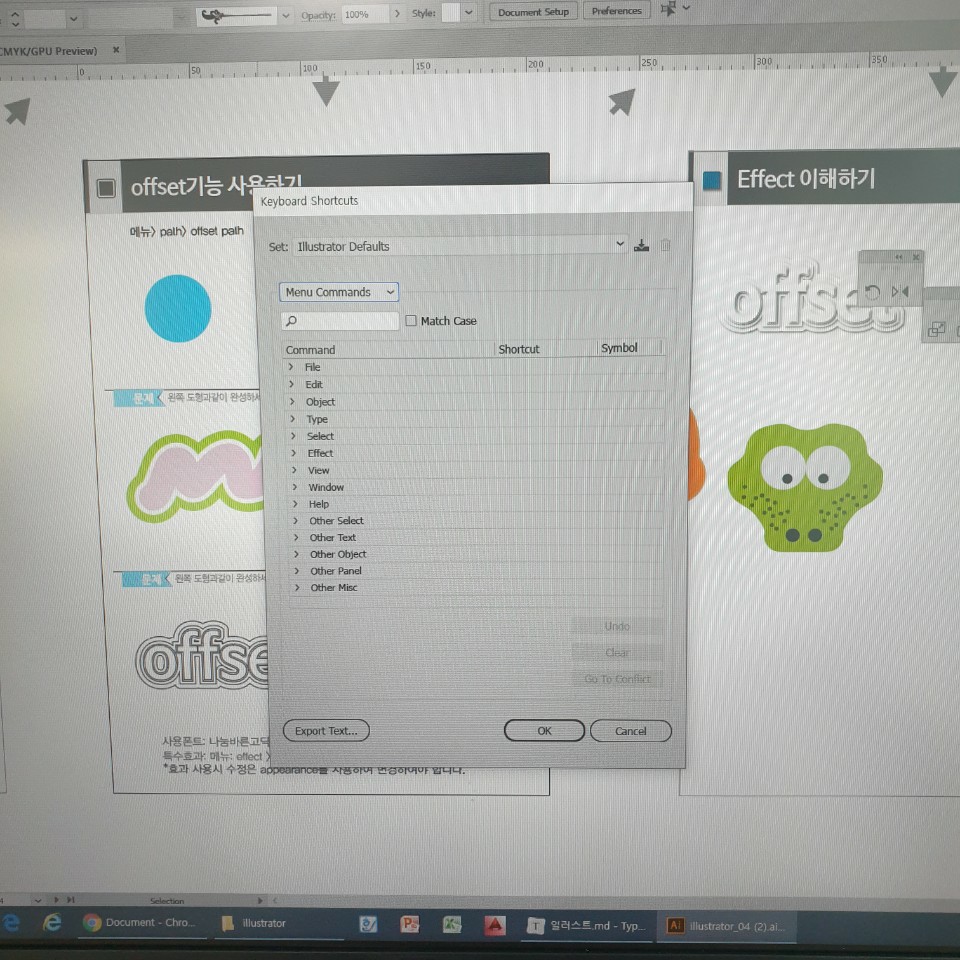 Opacity: 100% Style: Document Setup Preferences
CMYK/GPU Preview) ×
0 50 100 150 200 250 300 350
offset기능 사용하기
메뉴> path> offset path
문제 왼쪽 도형과같이 완성하세
문제 왼쪽 도형과같이 완성하세
offse
사용폰트: 나눔바른고딕
특수효과: 메뉴: effect >
*효과 사용시 수정은 appearance를 사용하여 변경하여야 합니다.
Keyboard Shortcuts
Set: Illustrator Defaults
Menu Commands
Match Case
Command Shortcut Symbol
File
Edit
Object
Type
Select
Effect
View
Window
Help
Other Select
Other Text
Other Object
Other Panel
Other Misc
Undo
Clear
Go To Conflict
Export Text... OK Cancel
Effect 이해하기
offset
Selection
Document - Chro... illustrator 일러스트.md - Typ... Ai illustrator_04 (2).ai...